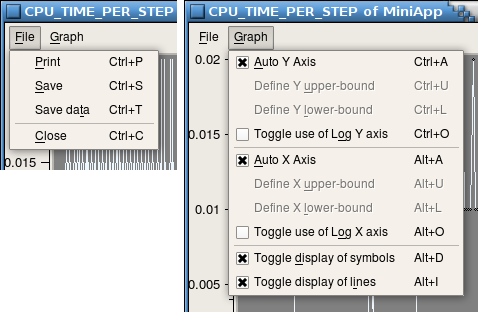 CPU_TIME_PER_STEP
File Graph
Print Ctrl+P
Save Ctrl+S
Save data Ctrl+T
Close Ctrl+C
0.015
CPU_TIME_PER_STEP of MiniApp
File Graph
0.02
Auto Y Axis Ctrl+A
Define Y upper-bound Ctrl+U
Define Y lower-bound Ctrl+L
0.015
Toggle use of Log Y axis Ctrl+O
Auto X Axis Alt+A
Define X upper-bound Alt+U
Define X lower-bound Alt+L
0.01
Toggle use of Log X axis Alt+O
Toggle display of symbols Alt+D
Toggle display of lines Alt+I
0.005